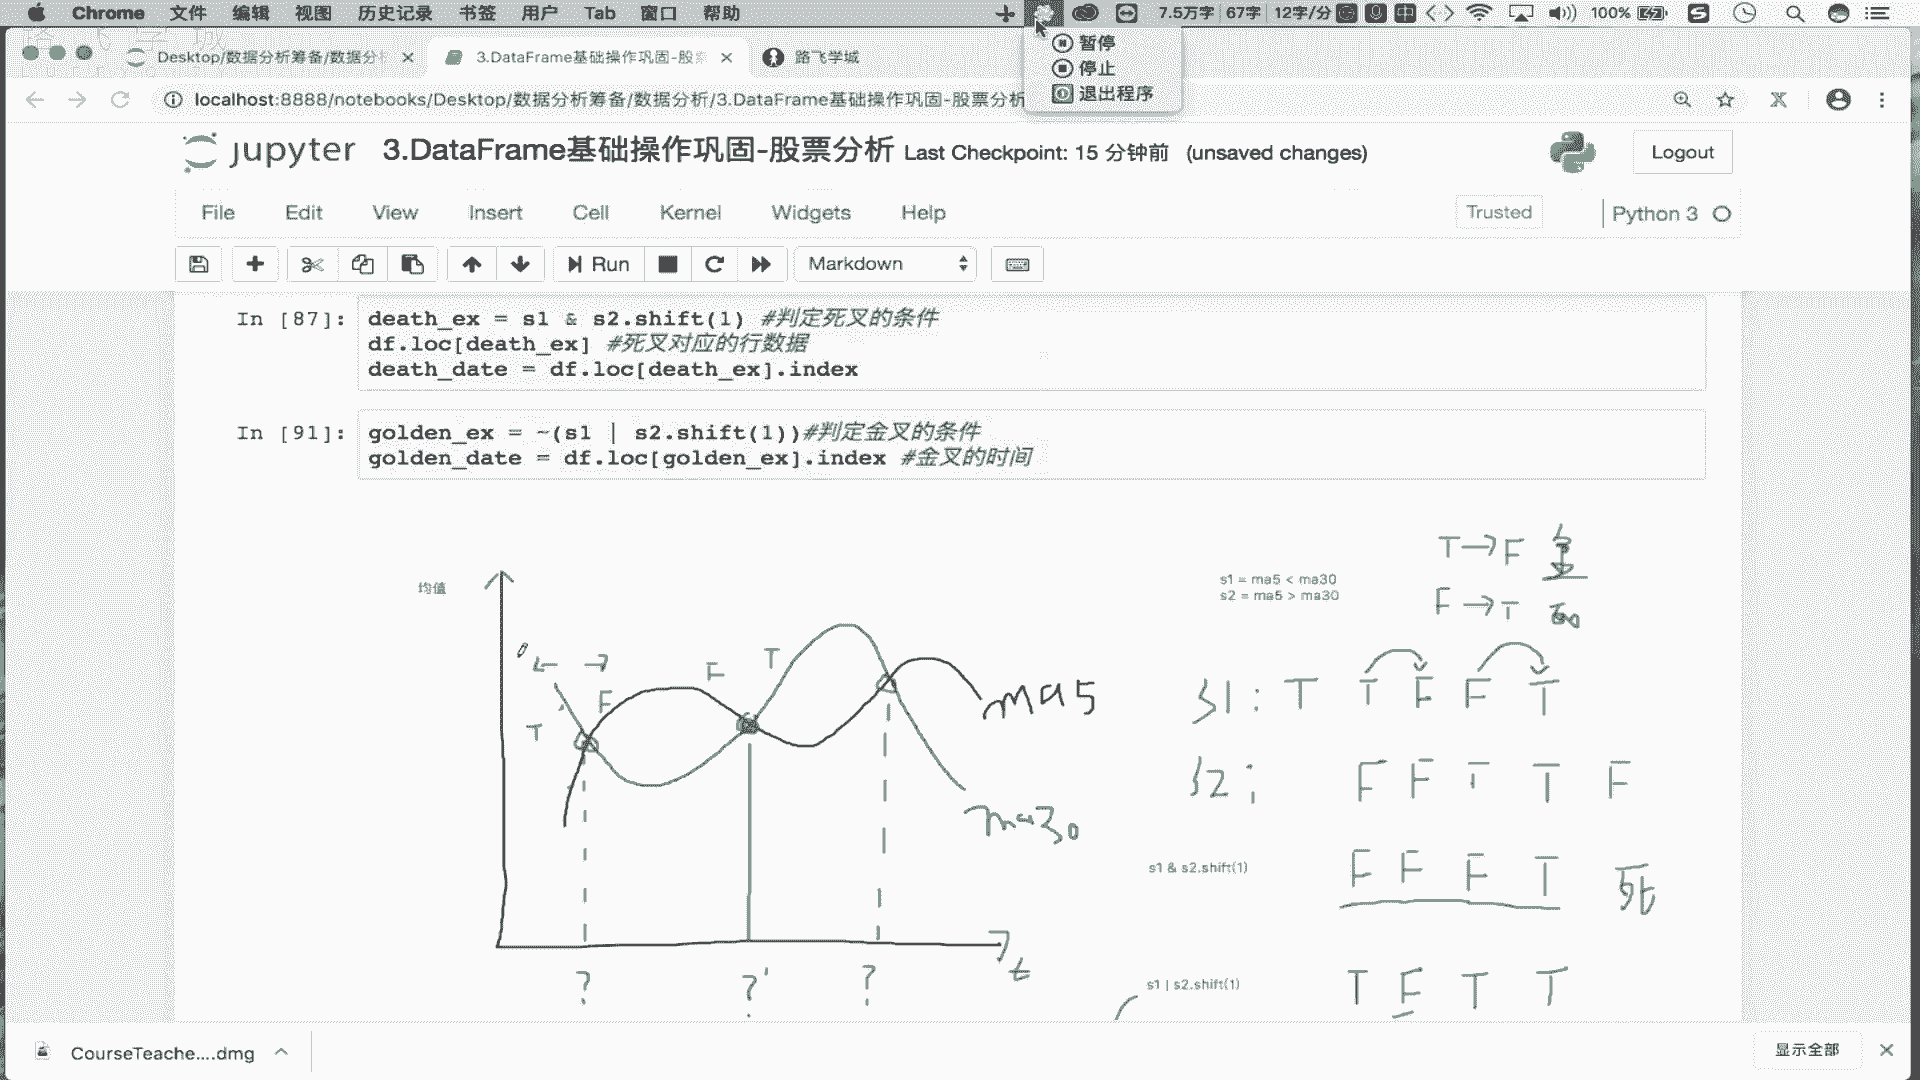 Chrome 文件 编辑 视图 历史记录 书签 用户 Tab 窗口 帮助 7.5万字 67字 12字/分 中 100%
暂停
停止
退出程序
Desktop/数据分析筹备/数据分析 3.DataFrame基础操作巩固-股票 路飞学城
localhost:8888/notebooks/Desktop/数据分析筹备/数据分析/3.DataFrame基础操作巩固-股票分析
jupyter 3.DataFrame基础操作巩固-股票分析 Last Checkpoint: 15 分钟前 (unsaved changes) Logout
File Edit View Insert Cell Kernel Widgets Help Trusted Python 3
Run Markdown
In [87]: death_ex = s1 & s2.shift(1) #判定死叉的条件
df.loc[death_ex] #死叉对应的行数据
death_date = df.loc[death_ex].index
In [91]: golden_ex = ~(s1 | s2.shift(1))#判定金叉的条件
golden_date = df.loc[golden_ex].index #金叉的时间
均值
s1 = ma5 < ma30
s2 = ma5 > ma30
T→F 金
F→T
T F F T
ma5
ma30
t
? ? ?
S1: T T F F T
S2: F F T T F
s1 & s2.shift(1) F F F T 死
s1 | s2.shift(1) T F T T
CourseTeache....dmg 显示全部